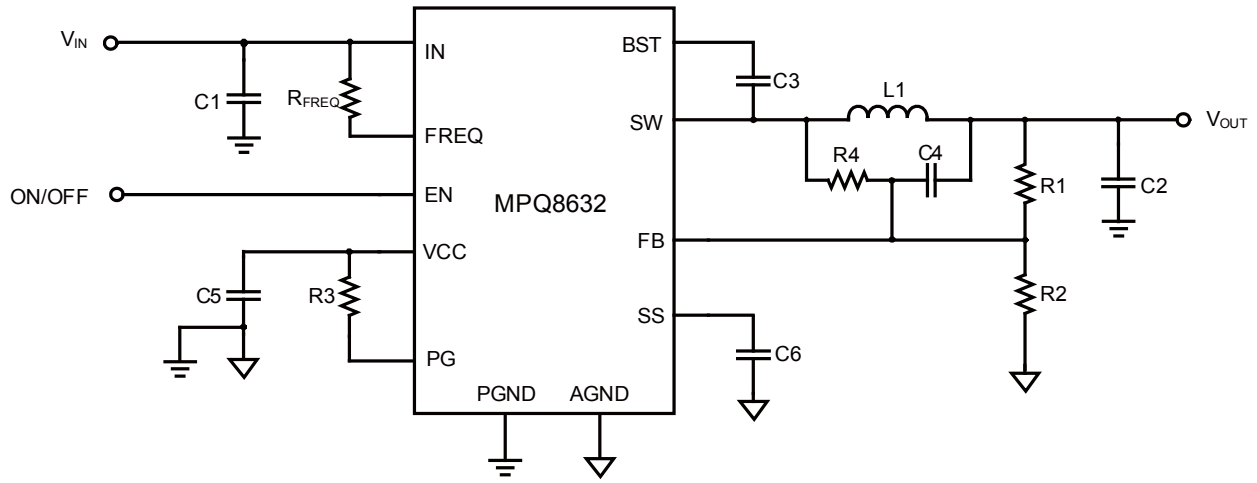 VIN
IN
BST
C1
RFREQ
C3
L1
FREQ
SW
VOUT
R4
C4
R1
C2
ON/OFF
EN
MPQ8632
VCC
FB
C5
R3
R2
SS
PG
C6
PGND
AGND